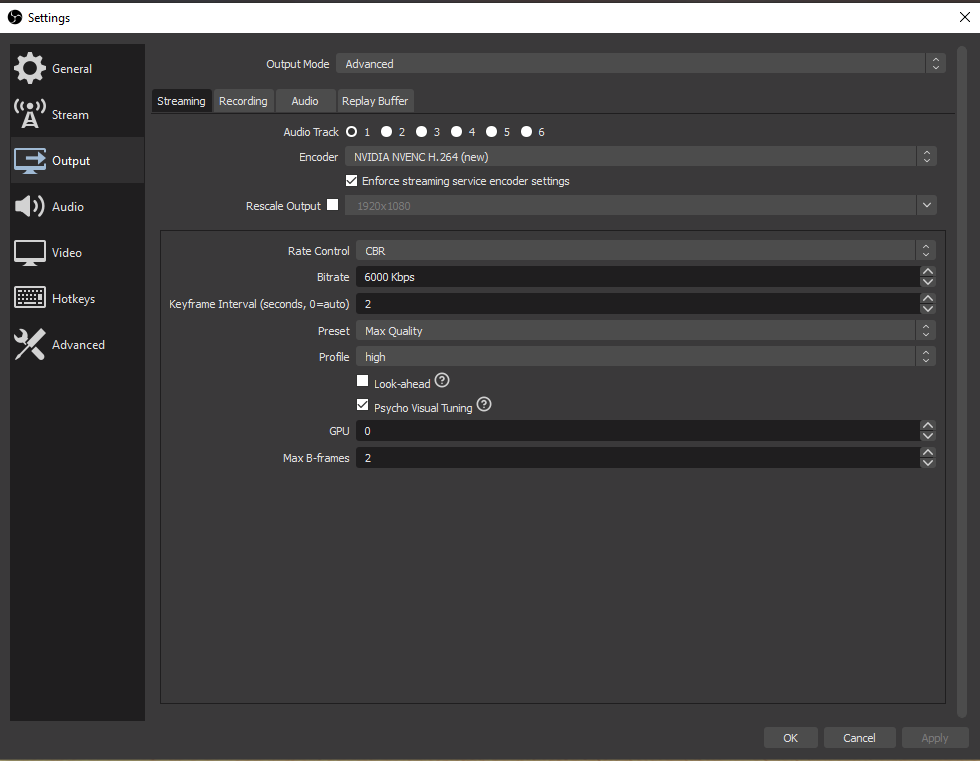 Settings
General
Stream
Output
Audio
Video
Hotkeys
Advanced
Output Mode Advanced
Streaming Recording Audio Replay Buffer
Audio Track 1 2 3 4 5 6
Encoder NVIDIA NVENC H.264 (new)
Enforce streaming service encoder settings
Rescale Output 1920x1080
Rate Control CBR
Bitrate 6000 Kbps
Keyframe Interval (seconds, 0=auto) 2
Preset Max Quality
Profile high
Look-ahead ?
Psycho Visual Tuning ?
GPU 0
Max B-frames 2
OK Cancel Apply